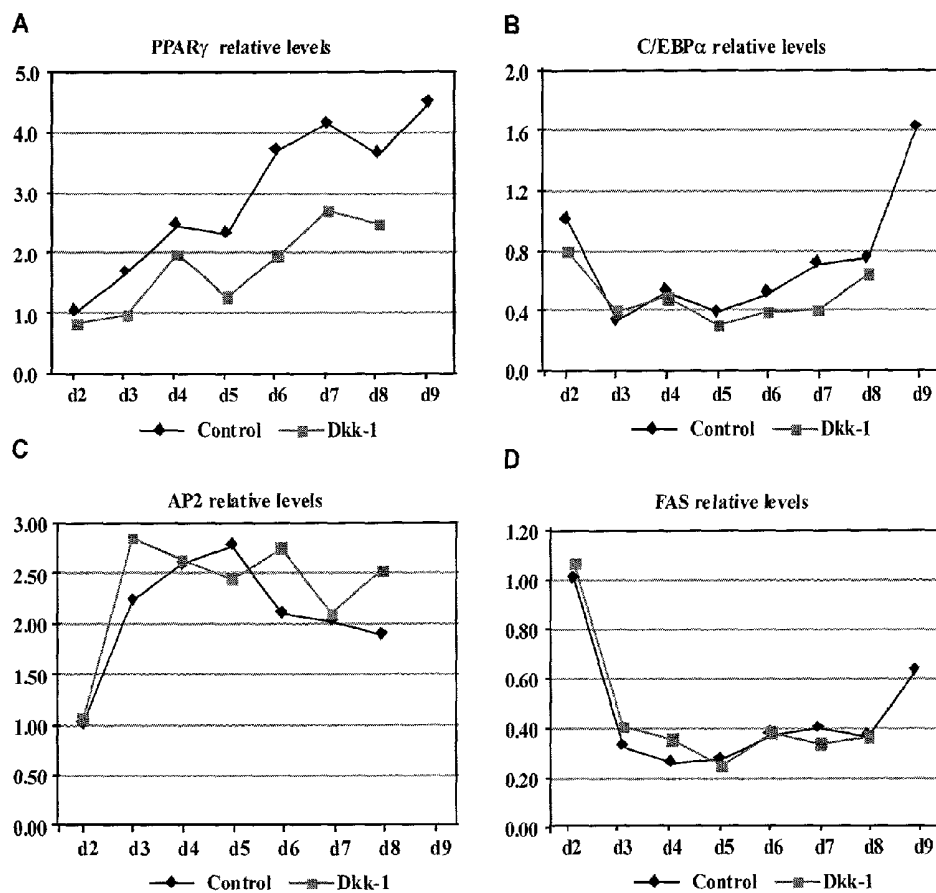 A
PPARγ relative levels
5.0
4.0
3.0
2.0
1.0
0.0
d2 d3 d4 d5 d6 d7 d8 d9
Control Dkk-1
B
C/EBPα relative levels
2.0
1.6
1.2
0.8
0.4
0.0
d2 d3 d4 d5 d6 d7 d8 d9
Control Dkk-1
C
AP2 relative levels
3.00
2.50
2.00
1.50
1.00
0.50
0.00
d2 d3 d4 d5 d6 d7 d8 d9
Control Dkk-1
D
FAS relative levels
1.20
1.00
0.80
0.60
0.40
0.20
0.00
d2 d3 d4 d5 d6 d7 d8 d9
Control Dkk-1